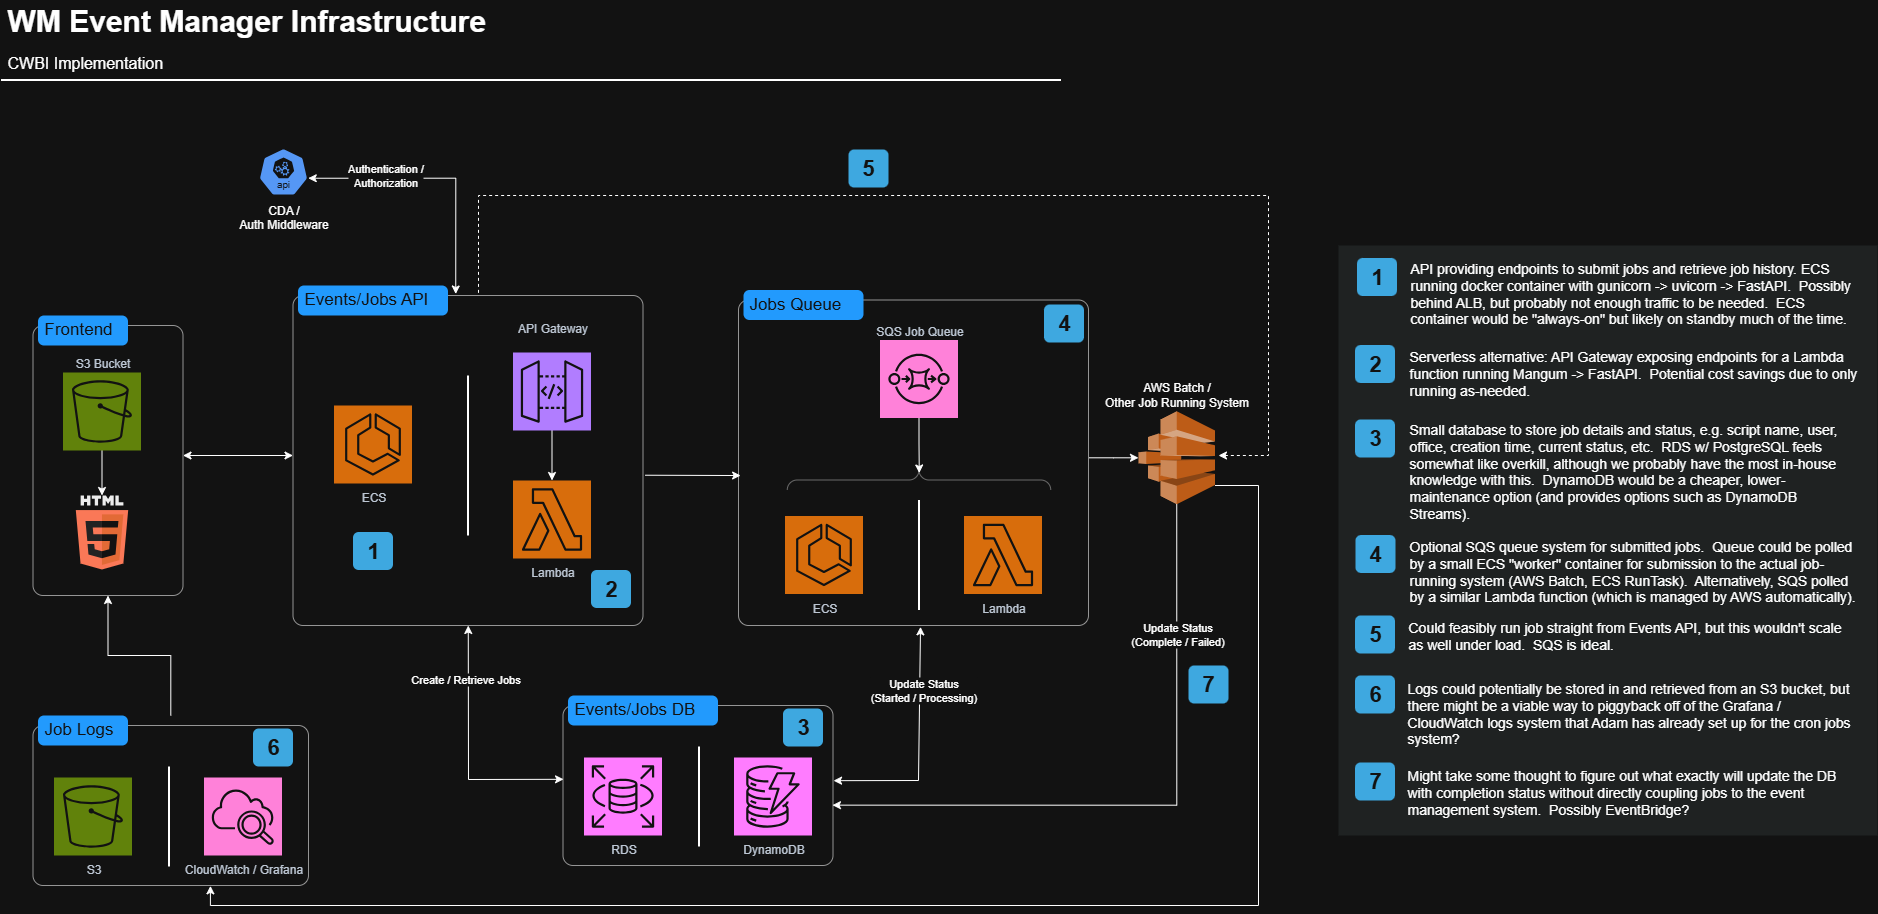 WM Event Manager Infrastructure
CWBI Implementation
api
CDA /
Auth Middleware
Authentication /
Authorization
5
Frontend
S3 Bucket
HTML
5
Events/Jobs API
API Gateway
ECS
Lambda
1
2
Jobs Queue
4
SQS Job Queue
ECS
Lambda
AWS Batch /
Other Job Running System
Create / Retrieve Jobs
Update Status
(Started / Processing)
Update Status
(Complete / Failed)
7
Events/Jobs DB
3
RDS
DynamoDB
Job Logs
6
S3
CloudWatch / Grafana
1
API providing endpoints to submit jobs and retrieve job history. ECS
running docker container with gunicorn -> uvicorn -> FastAPI.  Possibly
behind ALB, but probably not enough traffic to be needed.  ECS
container would be "always-on" but likely on standby much of the time.
2
Serverless alternative: API Gateway exposing endpoints for a Lambda
function running Mangum -> FastAPI.  Potential cost savings due to only
running as-needed.
3
Small database to store job details and status, e.g. script name, user,
office, creation time, current status, etc.  RDS w/ PostgreSQL feels
somewhat like overkill, although we probably have the most in-house
knowledge with this.  DynamoDB would be a cheaper, lower-
maintenance option (and provides options such as DynamoDB
Streams).
4
Optional SQS queue system for submitted jobs.  Queue could be polled
by a small ECS "worker" container for submission to the actual job-
running system (AWS Batch, ECS RunTask).  Alternatively, SQS polled
by a similar Lambda function (which is managed by AWS automatically).
5
Could feasibly run job straight from Events API, but this wouldn't scale
as well under load.  SQS is ideal.
6
Logs could potentially be stored in and retrieved from an S3 bucket, but
there might be a viable way to piggyback off of the Grafana /
CloudWatch logs system that Adam has already set up for the cron jobs
system?
7
Might take some thought to figure out what exactly will update the DB
with completion status without directly coupling jobs to the event
management system.  Possibly EventBridge?